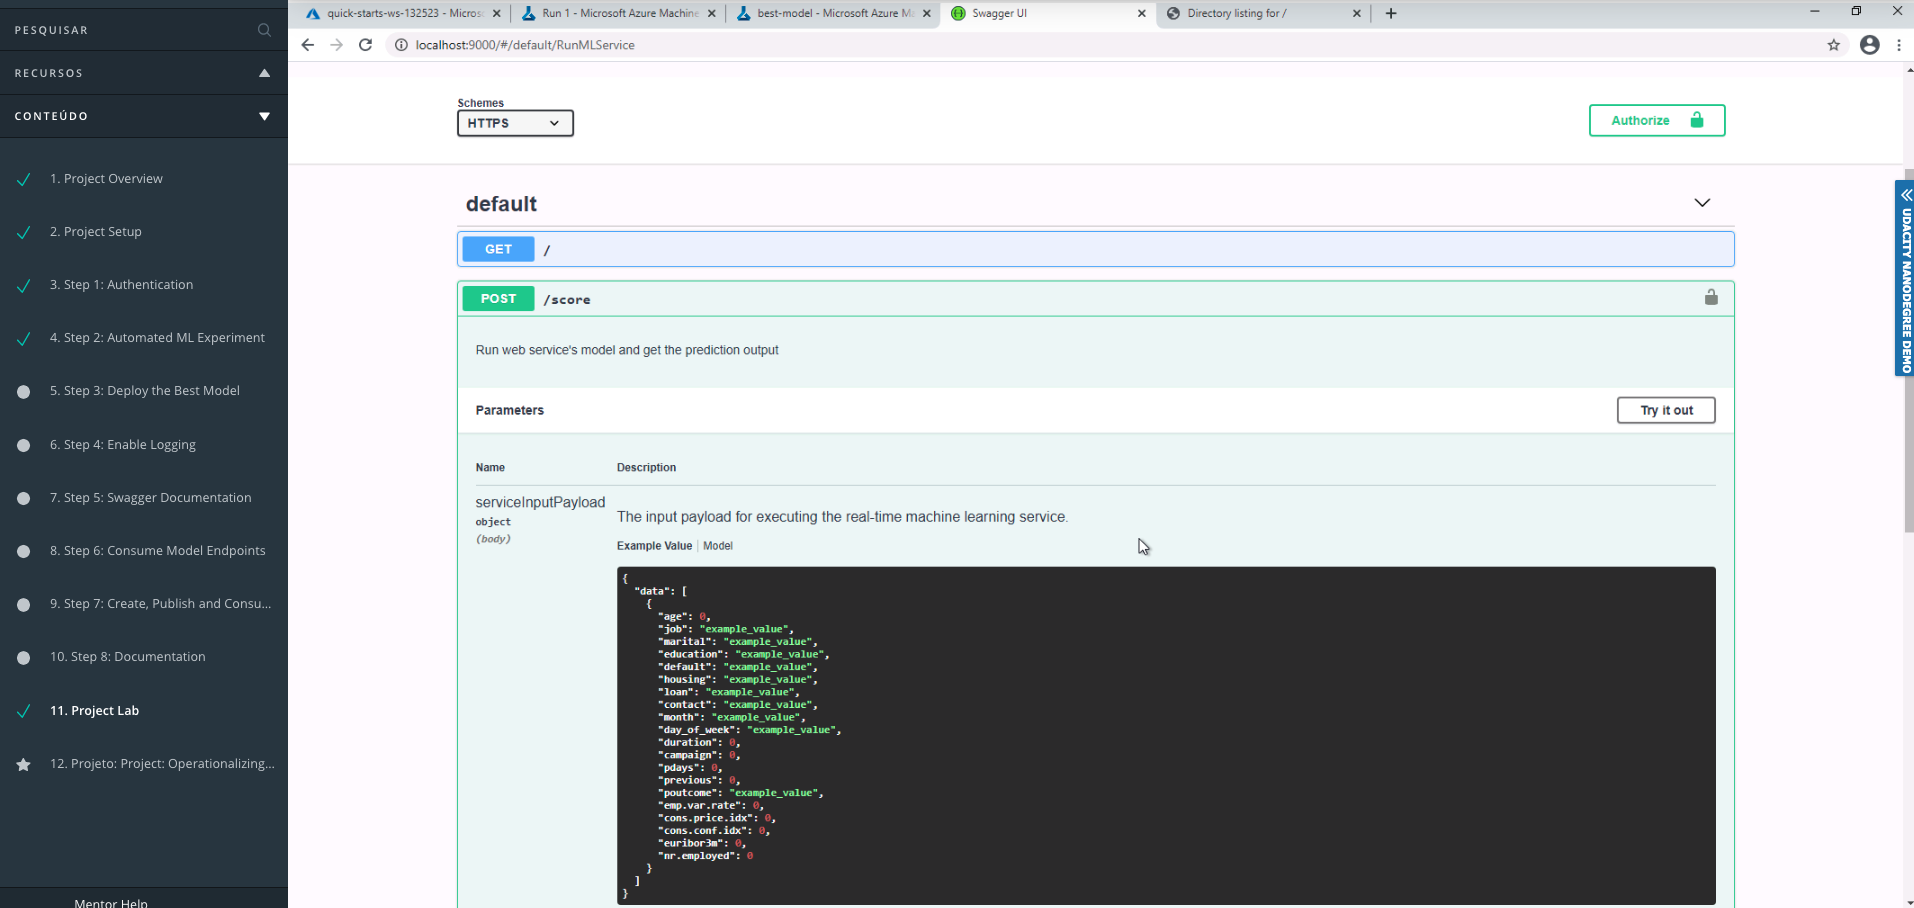 PESQUISAR
RECURSOS
CONTEÚDO
1. Project Overview
2. Project Setup
3. Step 1: Authentication
4. Step 2: Automated ML Experiment
5. Step 3: Deploy the Best Model
6. Step 4: Enable Logging
7. Step 5: Swagger Documentation
8. Step 6: Consume Model Endpoints
9. Step 7: Create, Publish and Consu...
10. Step 8: Documentation
11. Project Lab
12. Projeto: Project: Operationalizing...
Mentor Help
quick-starts-ws-132523 - Micros
Run 1 - Microsoft Azure Machine
best-model - Microsoft Azure Ma
Swagger UI
Directory listing for /
localhost:9000/#/default/RunMLService
Schemes
HTTPS
Authorize
default
GET /
POST /score
Run web service's model and get the prediction output
Parameters
Try it out
Name Description
serviceInputPayload
object
(body)
The input payload for executing the real-time machine learning service.
Example Value | Model
{
"data": [
{
"age": 0,
"job": "example_value",
"marital": "example_value",
"education": "example_value",
"default": "example_value",
"housing": "example_value",
"loan": "example_value",
"contact": "example_value",
"month": "example_value",
"day_of_week": "example_value",
"duration": 0,
"campaign": 0,
"pdays": 0,
"previous": 0,
"poutcome": "example_value",
"emp.var.rate": 0,
"cons.price.idx": 0,
"cons.conf.idx": 0,
"euribor3m": 0,
"nr.employed": 0
}
]
}
UDACITY NANODEGREE DEMO